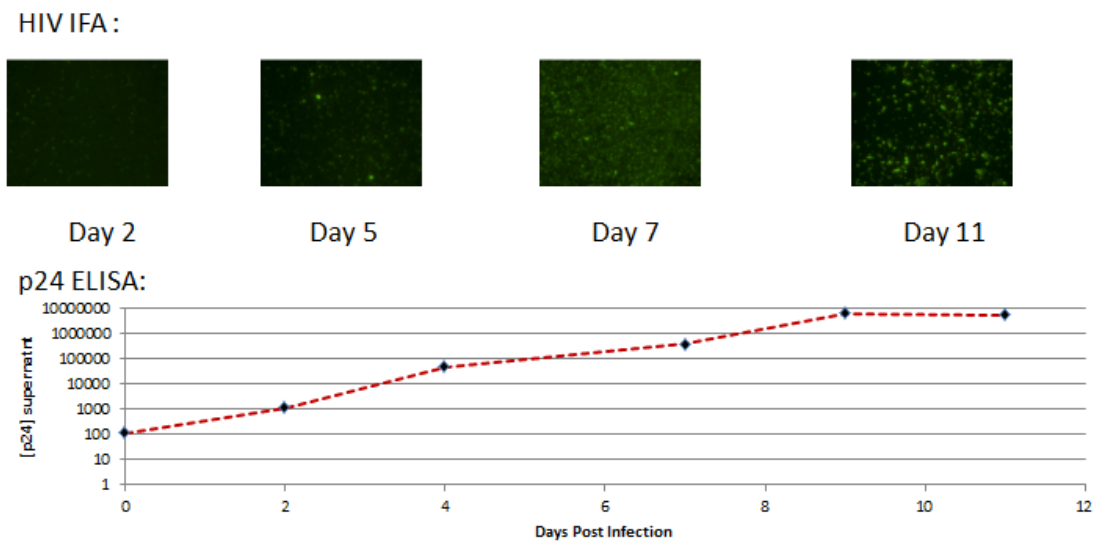 HIV IFA :
Day 2
Day 5
Day 7
Day 11
p24 ELISA:
[p24] supernatnt
10000000
1000000
100000
10000
1000
100
10
1
0 2 4 6 8 10 12
Days Post Infection